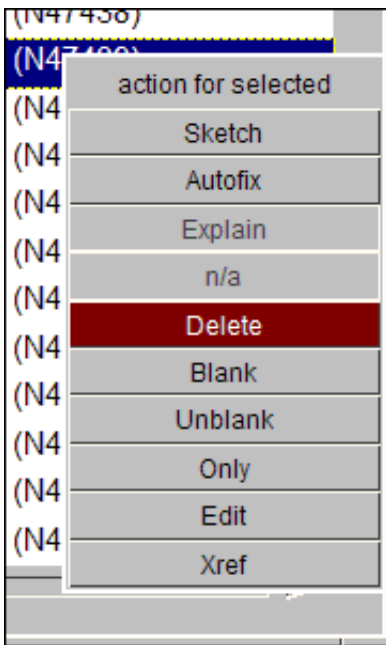 (N47438)
(N47
action for selected
(N4
Sketch
(N4
Autofix
(N4
Explain
(N4
n/a
(N4
Delete
(N4
Blank
(N4
Unblank
(N4
Only
(N4
Edit
(N4
Xref